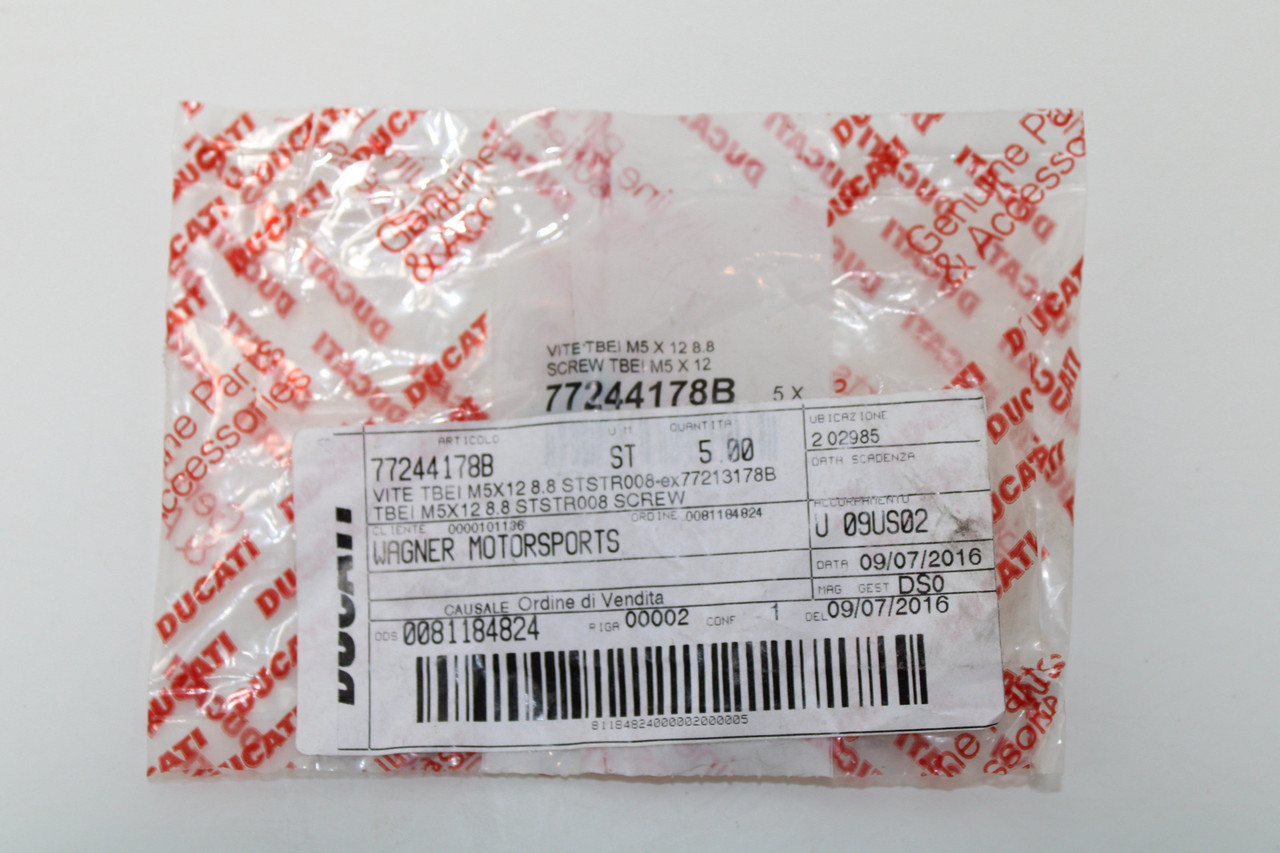 DUCATI
Genuine Parts
& Accessories
VITE TBEI M5 X 12 8.8
SCREW TBEI M5 X 12
77244178B 5 X
ARTICOLO U M QUANTITA
77244178B ST 5.00
VITE TBEI M5X12 8.8 STSTR008-ex77213178B
TBEI M5X12 8.8 STSTR008 SCREW
CLIENTE 0000101136 ORDINE 0081184824
WAGNER MOTORSPORTS
CAUSALE Ordine di Vendita
ODS 0081184824 RIGA 00002 CONF 1 DEL 09/07/2016
UBICAZIONE
2 02985
DATA SCADENZA
ACCORPAMENTO
U 09US02
DATA 09/07/2016
MAG GEST DS0
81184824000002000005
DUCATI